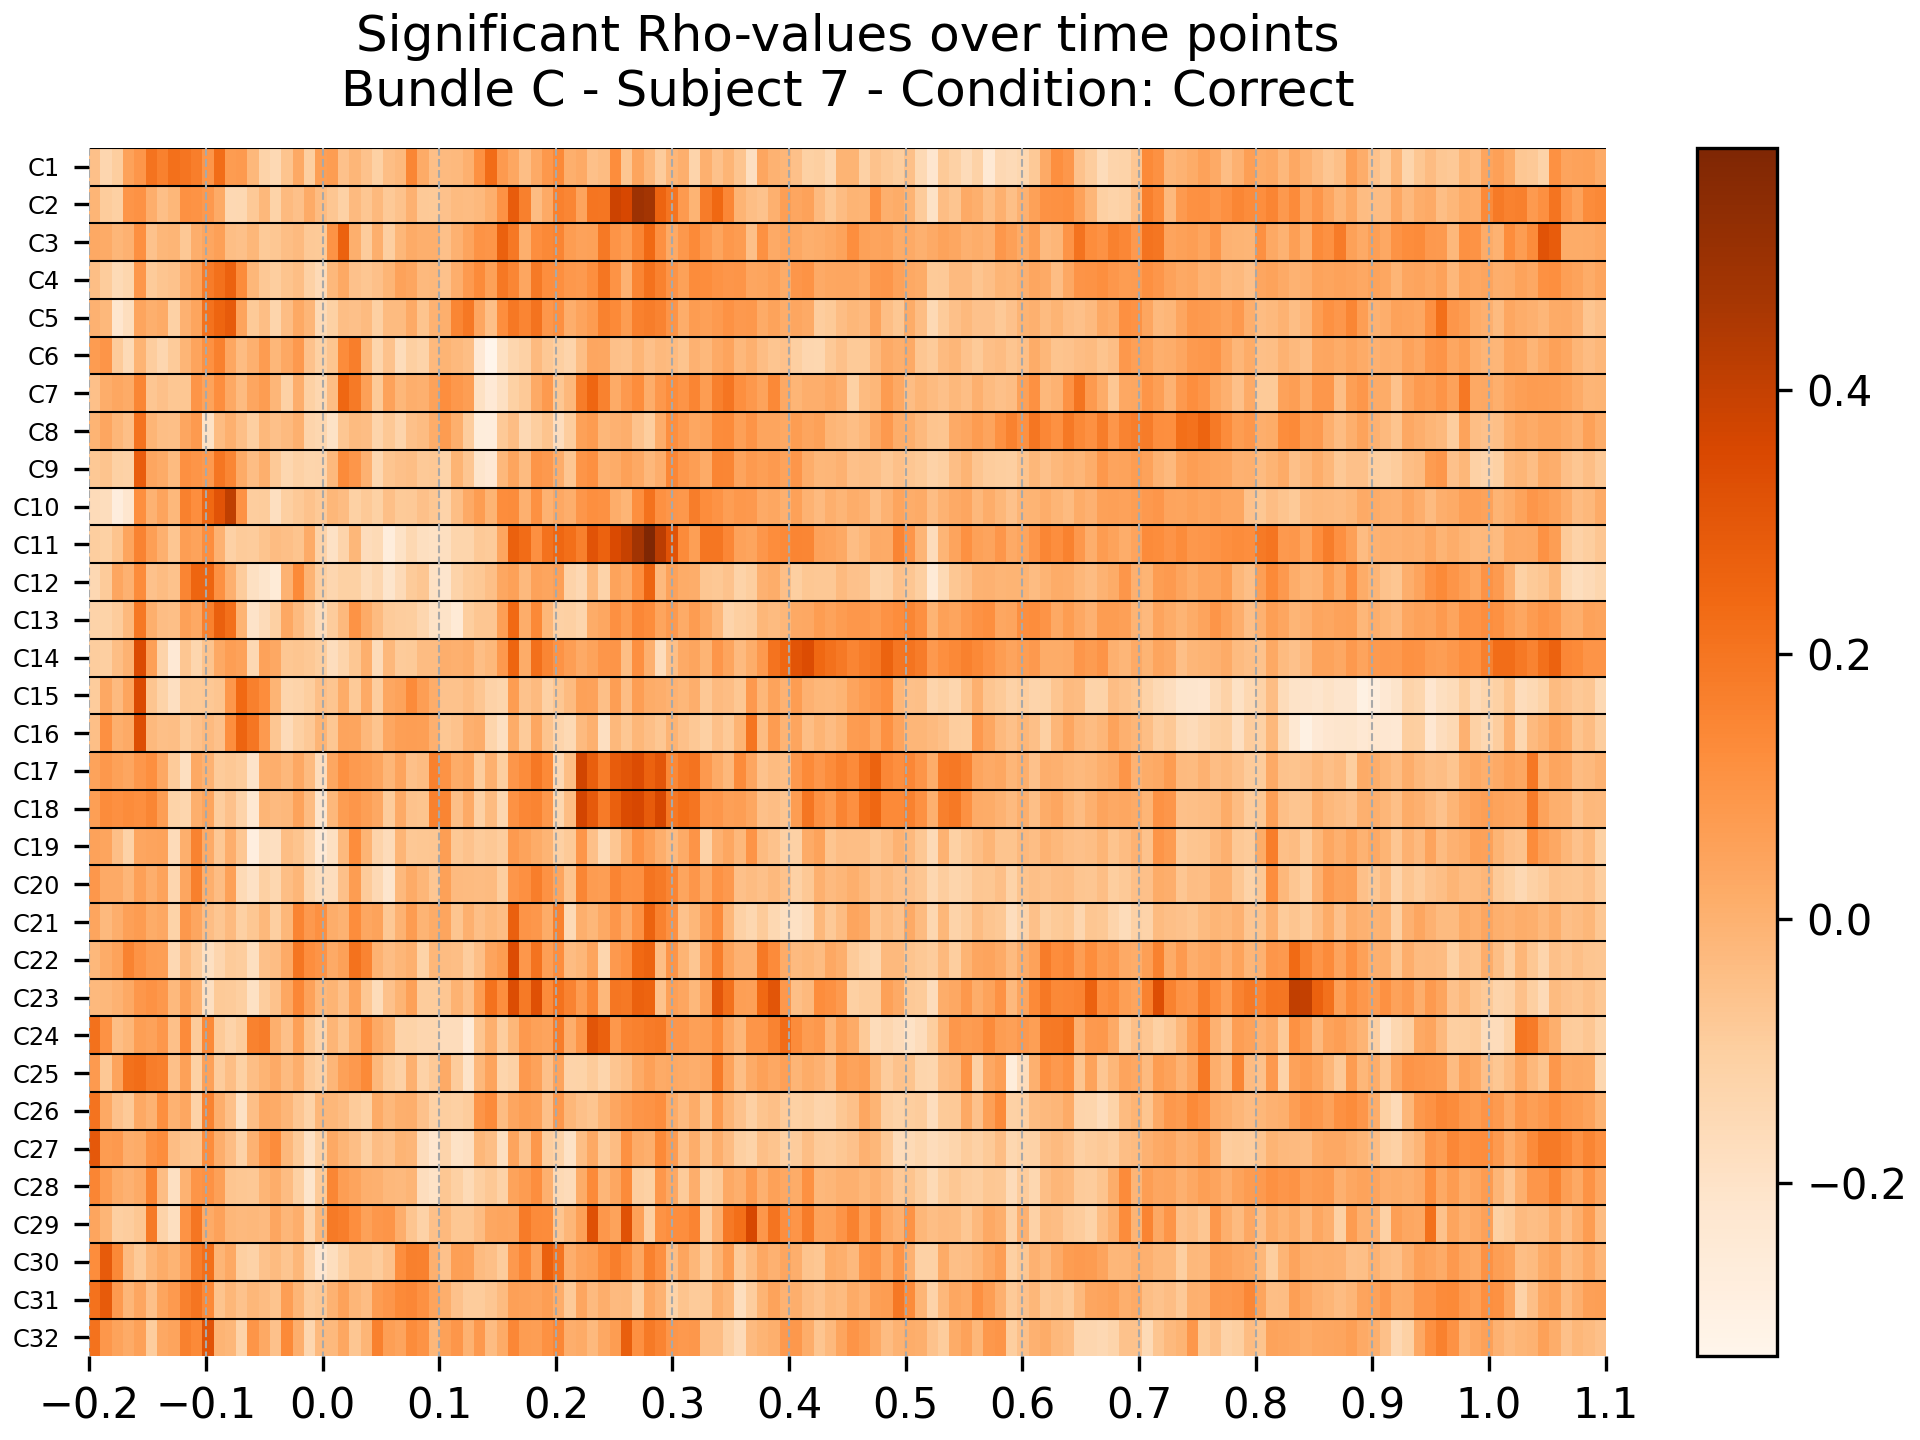 Significant Rho-values over time points
Bundle C - Subject 7 - Condition: Correct
C1
C2
C3
C4
C5
C6
C7
C8
C9
C10
C11
C12
C13
C14
C15
C16
C17
C18
C19
C20
C21
C22
C23
C24
C25
C26
C27
C28
C29
C30
C31
C32
−0.2 −0.1 0.0 0.1 0.2 0.3 0.4 0.5 0.6 0.7 0.8 0.9 1.0 1.1
0.4
0.2
0.0
−0.2